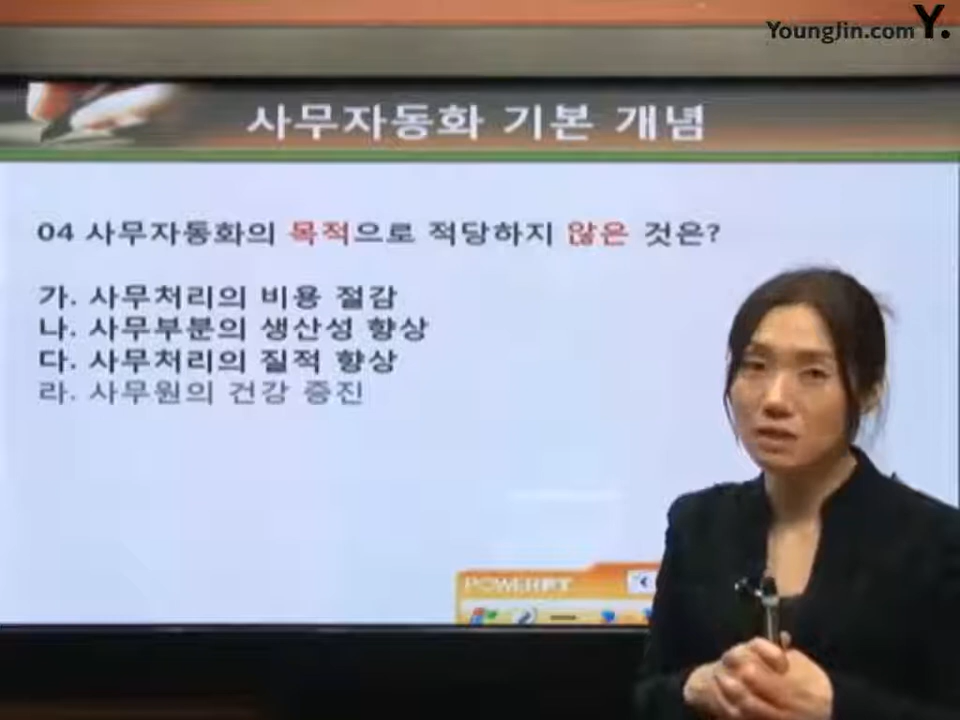 YoungJin.com Y.
사무자동화 기본 개념
04 사무자동화의 목적으로 적당하지 않은 것은?
가. 사무처리의 비용 절감
나. 사무부분의 생산성 향상
다. 사무처리의 질적 향상
라. 사무원의 건강 증진
POWERPT